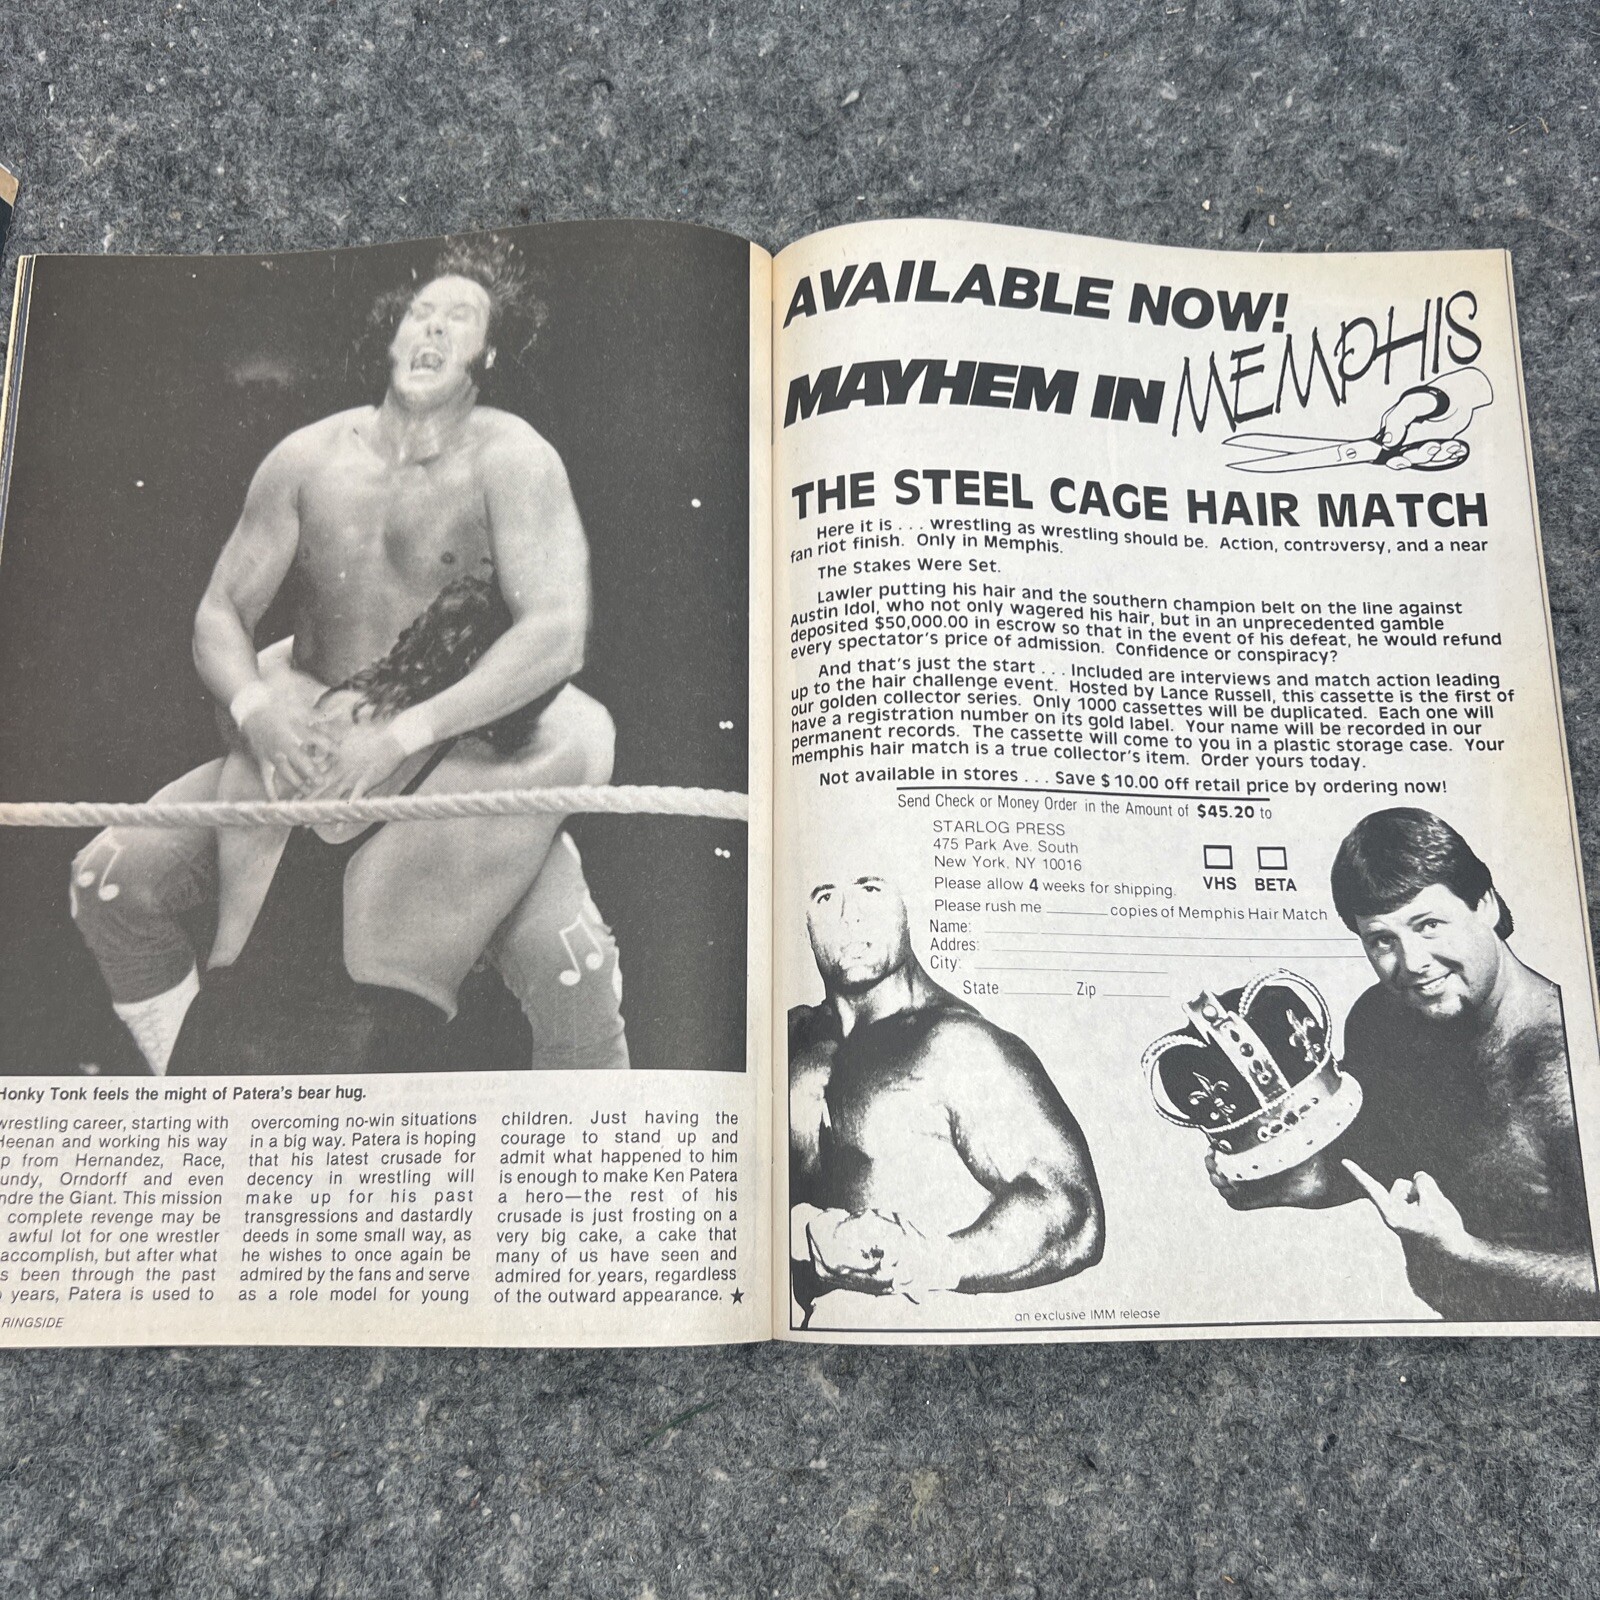 Honky Tonk feels the might of Patera's bear hug.
wrestling career, starting with
Heenan and working his way
up from Hernandez, Race,
Bundy, Orndorff and even
Andre the Giant. This mission
complete revenge may be
awful lot for one wrestler
accomplish, but after what
been through the past
years, Patera is used to
overcoming no-win situations
in a big way. Patera is hoping
that his latest crusade for
decency in wrestling will
make up for his past
transgressions and dastardly
deeds in some small way, as
he wishes to once again be
admired by the fans and serve
as a role model for young
children. Just having the
courage to stand up and
admit what happened to him
is enough to make Ken Patera
a hero—the rest of his
crusade is just frosting on a
very big cake, a cake that
many of us have seen and
admired for years, regardless
of the outward appearance. ★
RINGSIDE
AVAILABLE NOW!
MAYHEM IN MEMPHIS
THE STEEL CAGE HAIR MATCH
Here it is . . . wrestling as wrestling should be. Action, controversy, and a near
fan riot finish. Only in Memphis.
The Stakes Were Set.
Lawler putting his hair and the southern champion belt on the line against
Austin Idol, who not only wagered his hair, but in an unprecedented gamble
deposited $50,000.00 in escrow so that in the event of his defeat, he would refund
every spectator's price of admission. Confidence or conspiracy?
And that's just the start . . . Included are interviews and match action leading
up to the hair challenge event. Hosted by Lance Russell, this cassette is the first of
our golden collector series. Only 1000 cassettes will be duplicated. Each one will
have a registration number on its gold label. Your name will be recorded in our
permanent records. The cassette will come to you in a plastic storage case. Your
memphis hair match is a true collector's item. Order yours today.
Not available in stores . . . Save $10.00 off retail price by ordering now!
Send Check or Money Order in the Amount of $45.20 to
STARLOG PRESS
475 Park Ave. South
New York, NY 10016
VHS BETA
Please allow 4 weeks for shipping.
Please rush me ______ copies of Memphis Hair Match
Name:
Addres:
City:
State ______ Zip ______
an exclusive IMM release